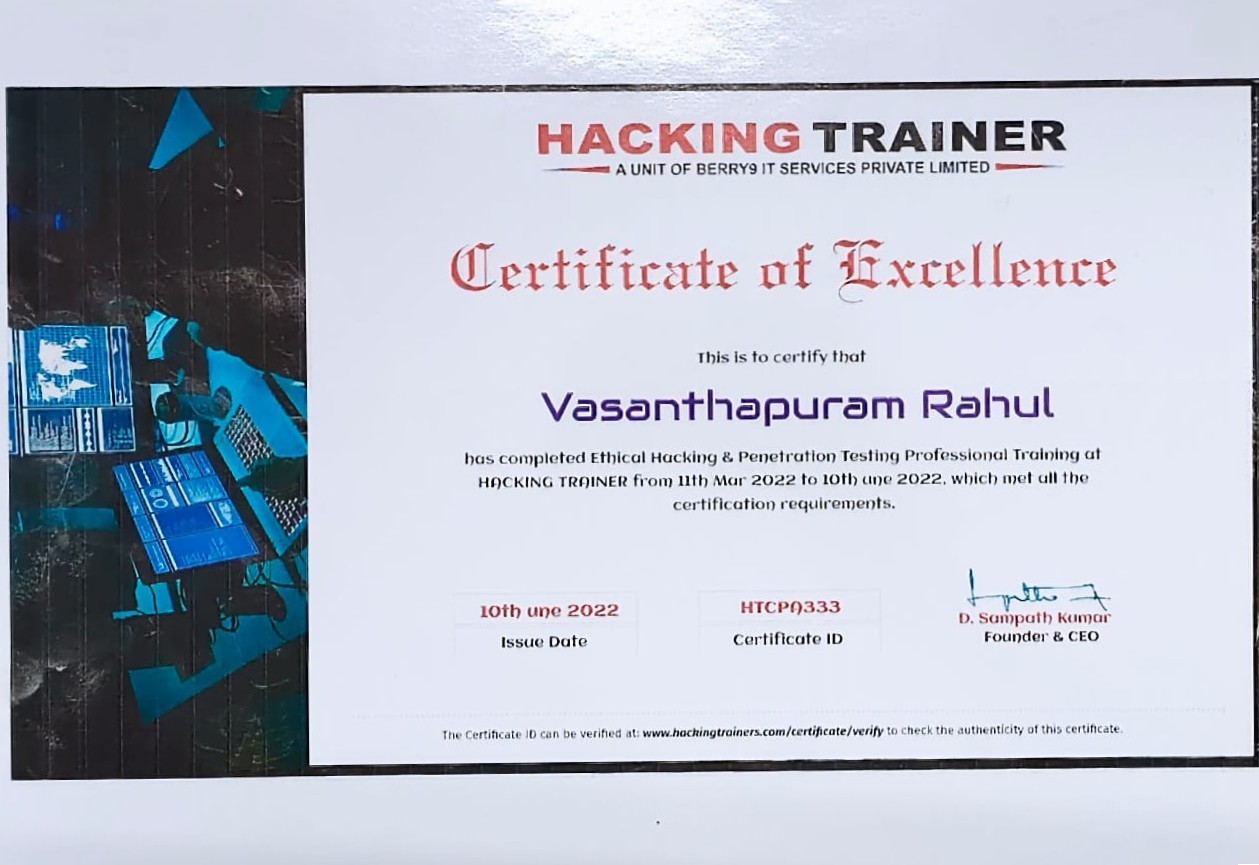 HACKING TRAINER
A UNIT OF BERRY9 IT SERVICES PRIVATE LIMITED
Certificate of Excellence
This is to certify that
Vasanthapuram Rahul
has completed Ethical Hacking & Penetration Testing Professional Training at
HACKING TRAINER from 11th Mar 2022 to 10th une 2022, which met all the
certification requirements.
10th une 2022
Issue Date
HTCPA333
Certificate ID
D. Sampath Kumar
Founder & CEO
The Certificate ID can be verified at: www.hackingtrainers.com/certificate/verify to check the authenticity of this certificate.